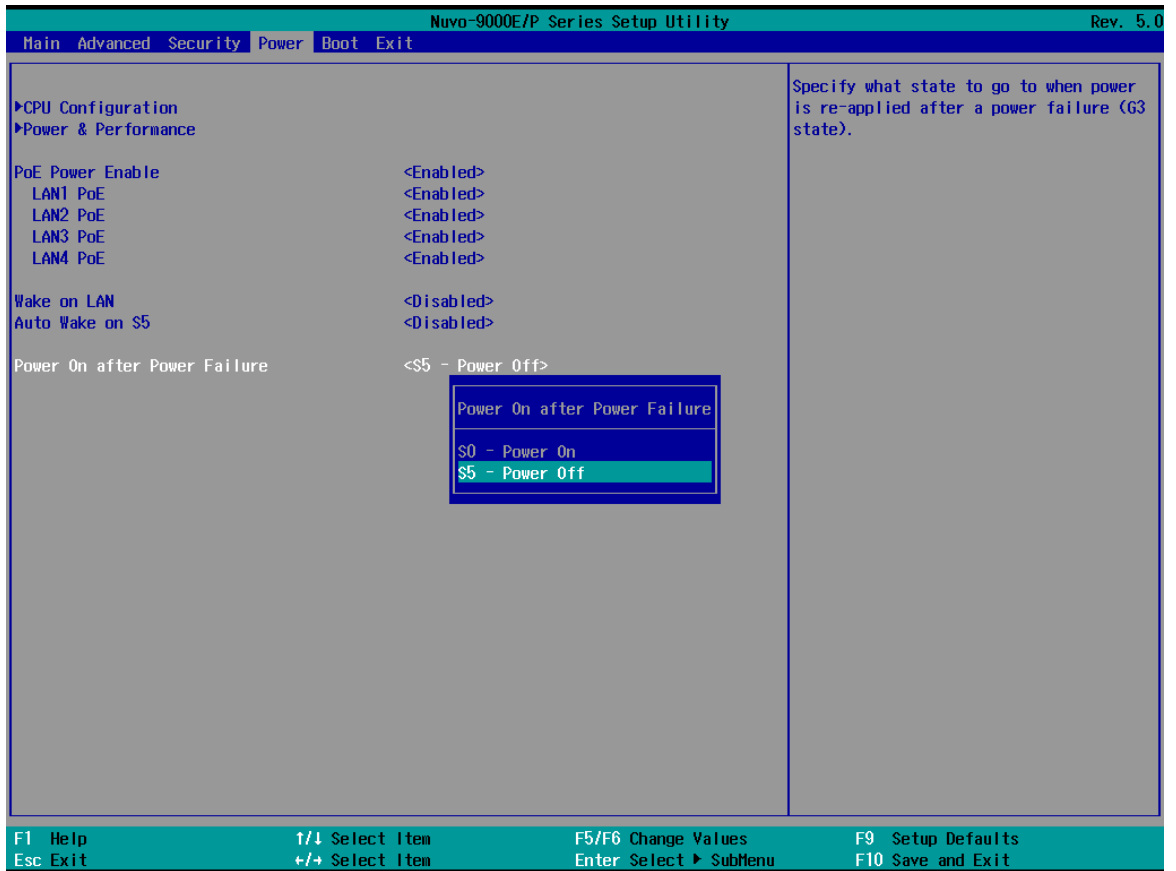 Nuvo-9000E/P Series Setup Utility Rev. 5.0
Main Advanced Security Power Boot Exit
▶CPU Configuration
▶Power & Performance
PoE Power Enable <Enabled>
LAN1 PoE <Enabled>
LAN2 PoE <Enabled>
LAN3 PoE <Enabled>
LAN4 PoE <Enabled>
Wake on LAN <Disabled>
Auto Wake on S5 <Disabled>
Power On after Power Failure <S5 - Power Off>
Power On after Power Failure
S0 - Power On
S5 - Power Off
Specify what state to go to when power
is re-applied after a power failure (G3
state).
F1 Help ↑/↓ Select Item F5/F6 Change Values F9 Setup Defaults
Esc Exit ←/→ Select Item Enter Select ▶ SubMenu F10 Save and Exit